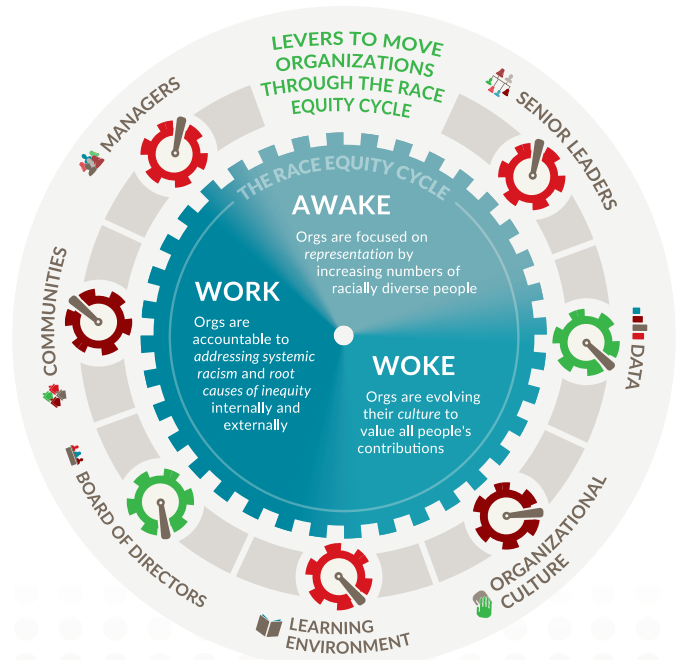 LEVERS TO MOVE
ORGANIZATIONS
THROUGH THE RACE
EQUITY CYCLE
SENIOR LEADERS
DATA
ORGANIZATIONAL
CULTURE
LEARNING
ENVIRONMENT
BOARD OF DIRECTORS
COMMUNITIES
MANAGERS
THE RACE EQUITY CYCLE
AWAKE
Orgs are focused on
representation by
increasing numbers of
racially diverse people
WOKE
Orgs are evolving
their culture to
value all people's
contributions
WORK
Orgs are
accountable to
addressing systemic
racism and root
causes of inequity
internally and
externally